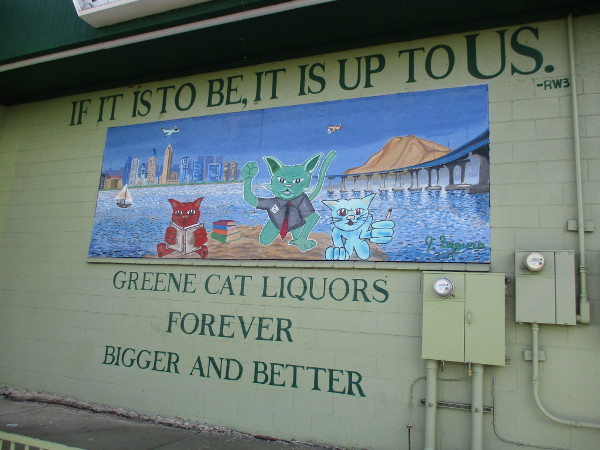 IF IT IS TO BE, IT IS UP TO US.
-RW3
GREENE CAT LIQUORS
FOREVER
BIGGER AND BETTER